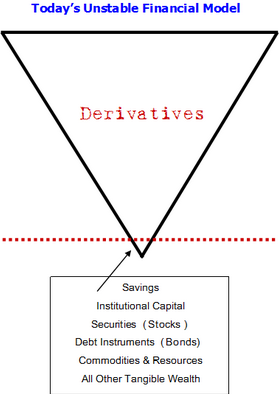 Today’s Unstable Financial Model
Derivatives
Savings
Institutional Capital
Securities ( Stocks )
Debt Instruments ( Bonds)
Commodities & Resources
All Other Tangible Wealth